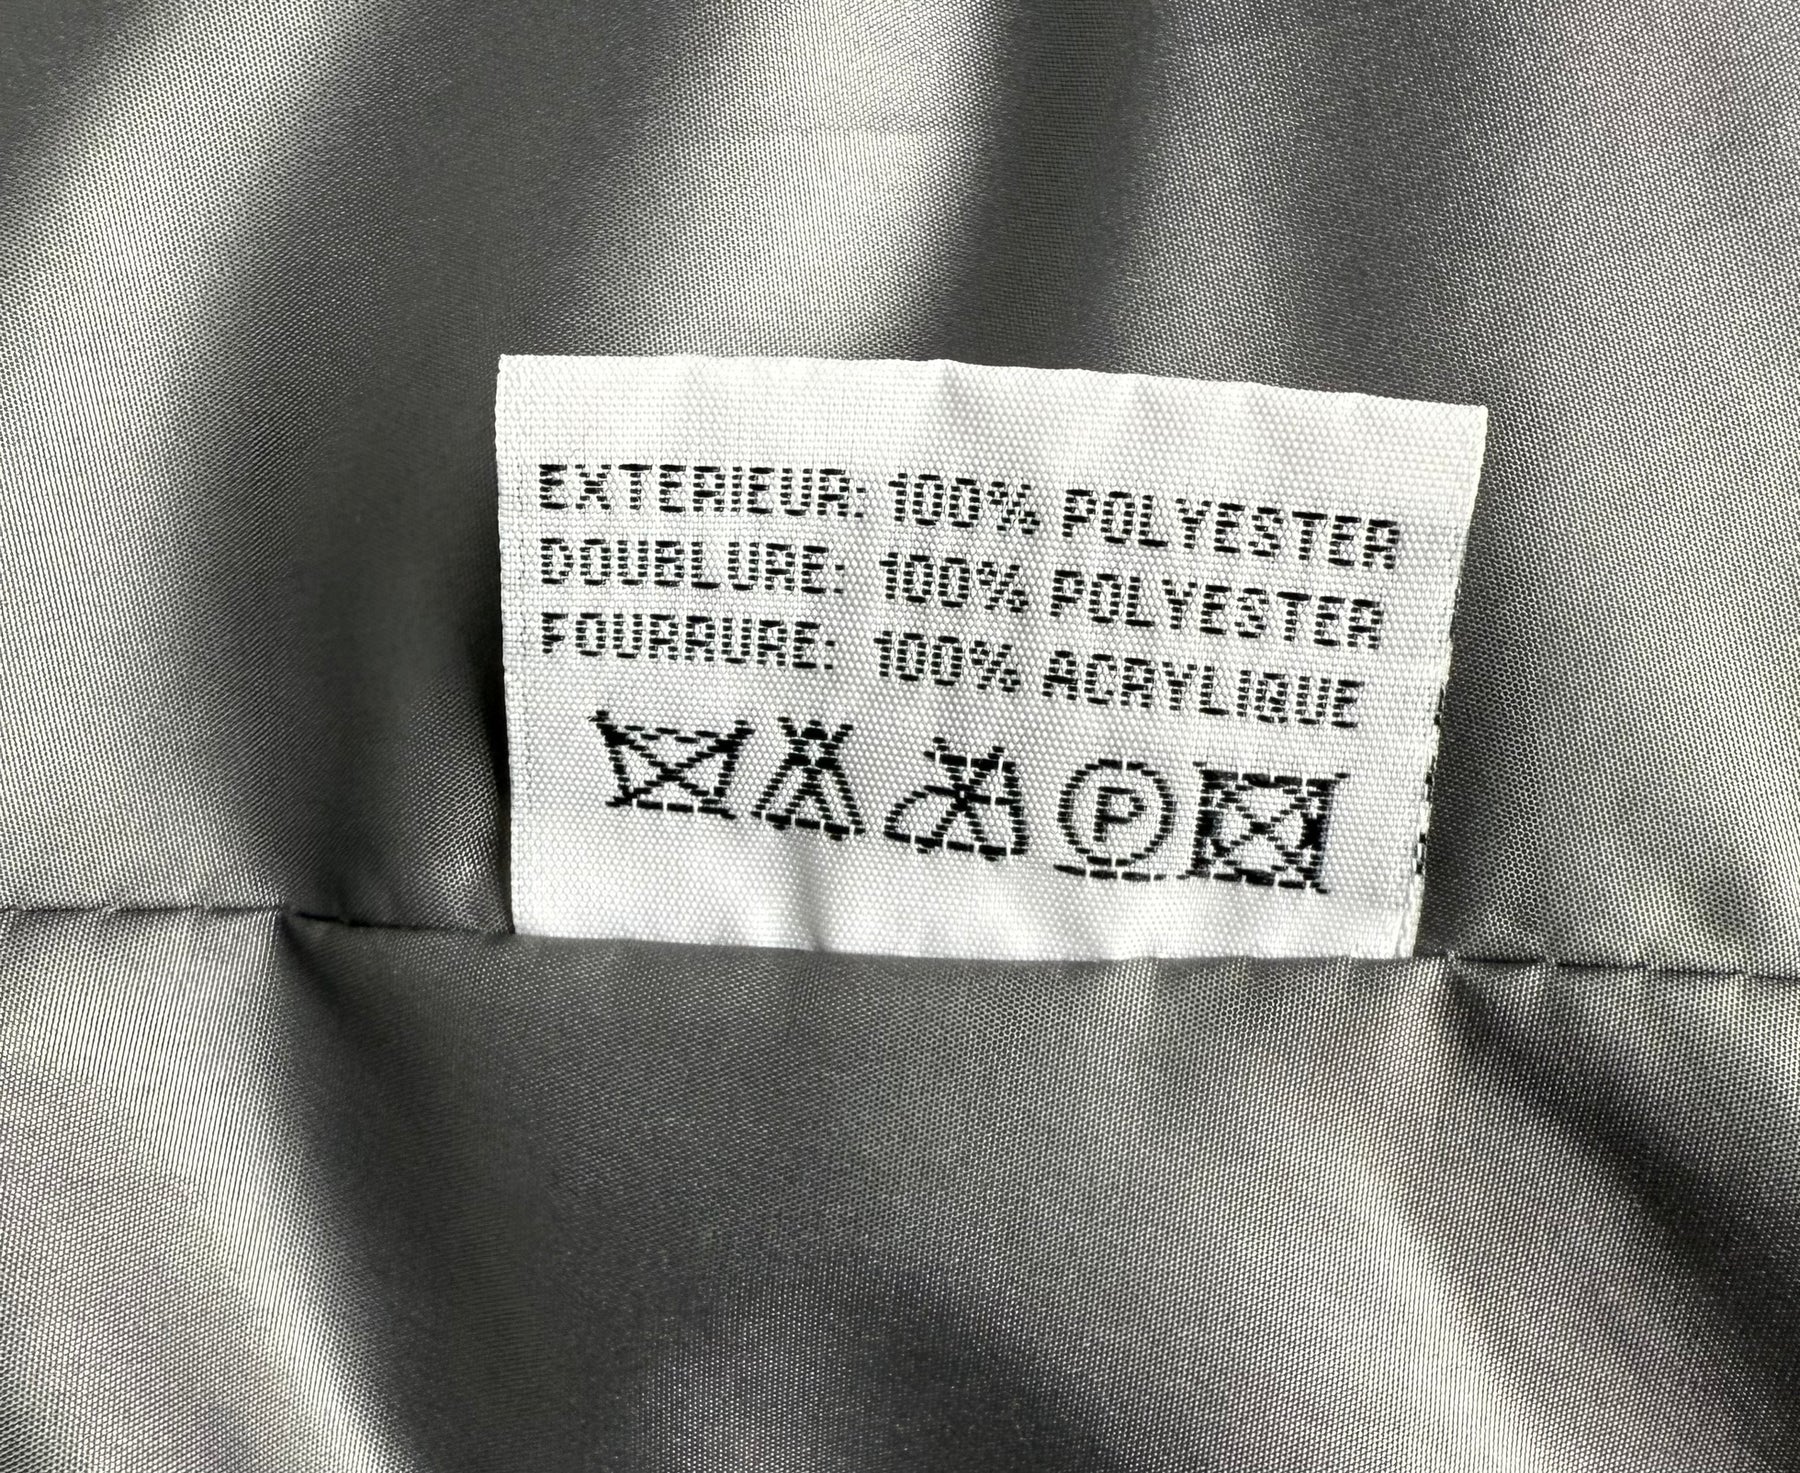 EXTERIEUR: 100% POLYESTER
DOUBLURE: 100% POLYESTER
FOURRURE: 100% ACRYLIQUE
P